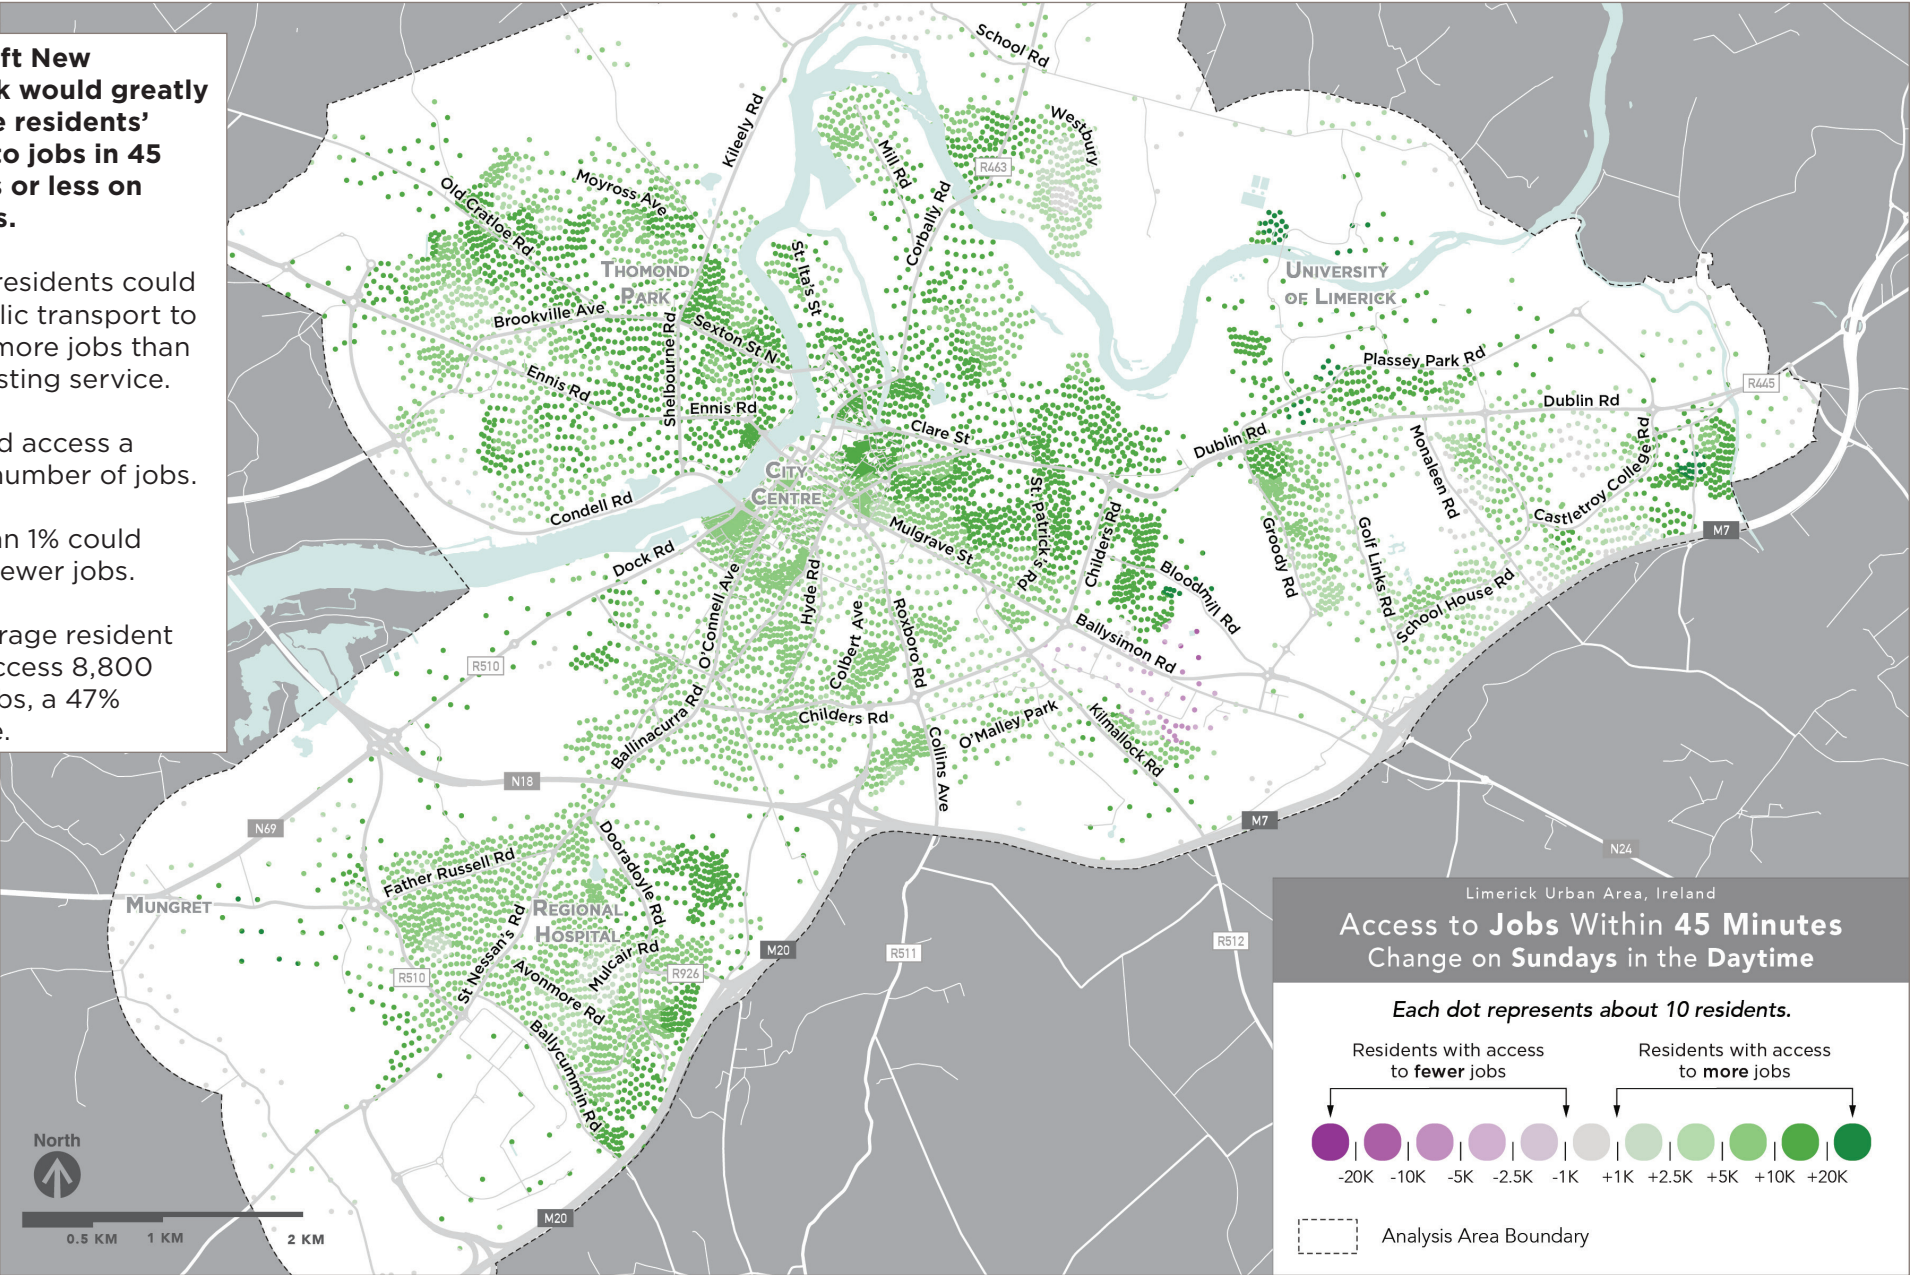 ft New
k would greatly
e residents'
to jobs in 45
s or less on
s.
residents could
lic transport to
more jobs than
sting service.
d access a
number of jobs.
an 1% could
fewer jobs.
rage resident
ccess 8,800
bs, a 47%
e.
School Rd
Kileely Rd
Westbury
Mill Rd
R463
Moyross Ave
Old Cratloe Rd
Corbally Rd
St. Ita's St
THOMOND
PARK
UNIVERSITY
OF LIMERICK
Brookville Ave
Sexton St N
Shelbourne Rd
Plassey Park Rd
Ennis Rd
R445
Ennis Rd
Dublin Rd
Clare St
Dublin Rd
Monalen Rd
CITY
CENTRE
Castletroy College Rd
St. Patrick's Rd
Condell Rd
Mulgrave St
Childers Rd
Groody Rd
Golf Links Rd
M7
Dock Rd
Bloodmill Rd
Hyde Rd
O'Connell Ave
Colbert Ave
Roxboro Rd
School House Rd
Ballysimon Rd
R510
Ballinacurra Rd
Childers Rd
O'Malley Park
Kilmallock Rd
Collins Ave
N18
N69
M7
N24
Dooradoyle Rd
Father Russell Rd
MUNGRET
REGIONAL
HOSPITAL
St Nessan's Rd
Mulcair Rd
M20
R511
R512
R510
Avonmore Rd
R926
Ballycummin Rd
M20
North
0.5 KM
1 KM
2 KM
Limerick Urban Area, Ireland
Access to Jobs Within 45 Minutes
Change on Sundays in the Daytime
Each dot represents about 10 residents.
Residents with access
to fewer jobs
Residents with access
to more jobs
-20K -10K -5K -2.5K -1K +1K +2.5K +5K +10K +20K
Analysis Area Boundary